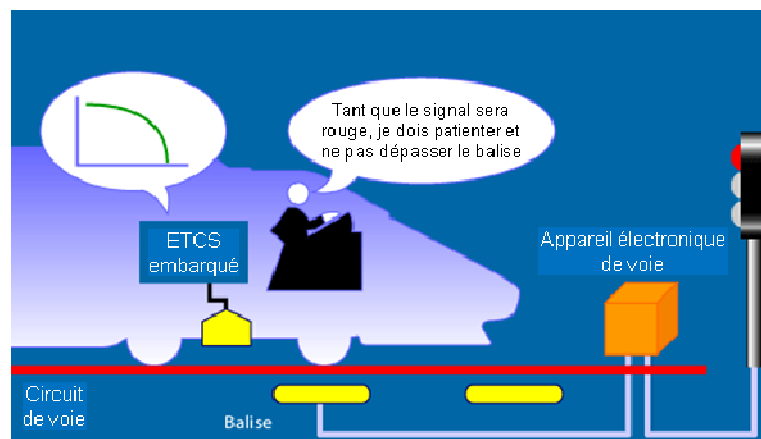 Tant que le signal sera
rouge, je dois patienter et
ne pas dépasser le balise
ETCS
embarqué
Appareil électronique
de voie
Circuit
de voie
Balise